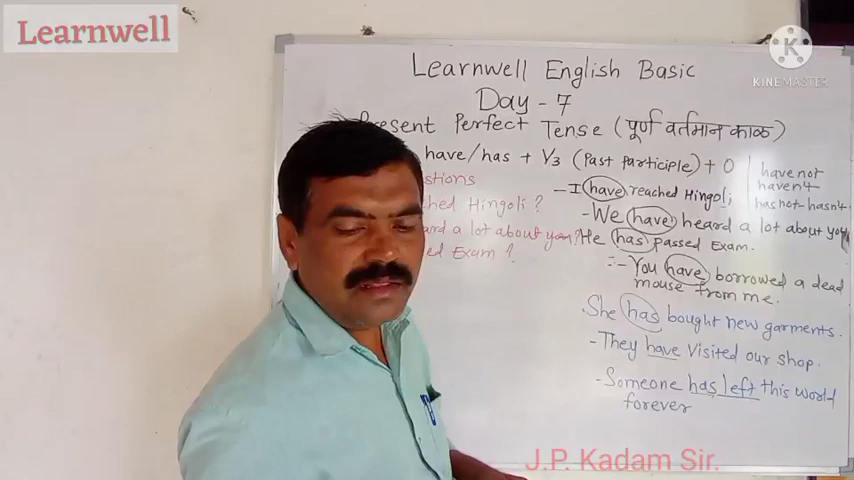 Learnwell
KINEMASTER
Learnwell English Basic
Day - 7
Present Perfect Tense (पूर्ण वर्तमान काळ)
have/has + V3 (Past Participle) + O
have not
haven't
has not - hasn't
stions
- I have reached Hingoli
ched Hingoli ?
- We have heard a lot about you
ard a lot about you?
He has passed Exam.
ed Exam ?
:- You have borrowed a dead
mouse from me.
She has bought new garments.
- They have visited our shop.
- Someone has left this world
forever
J.P. Kadam Sir.